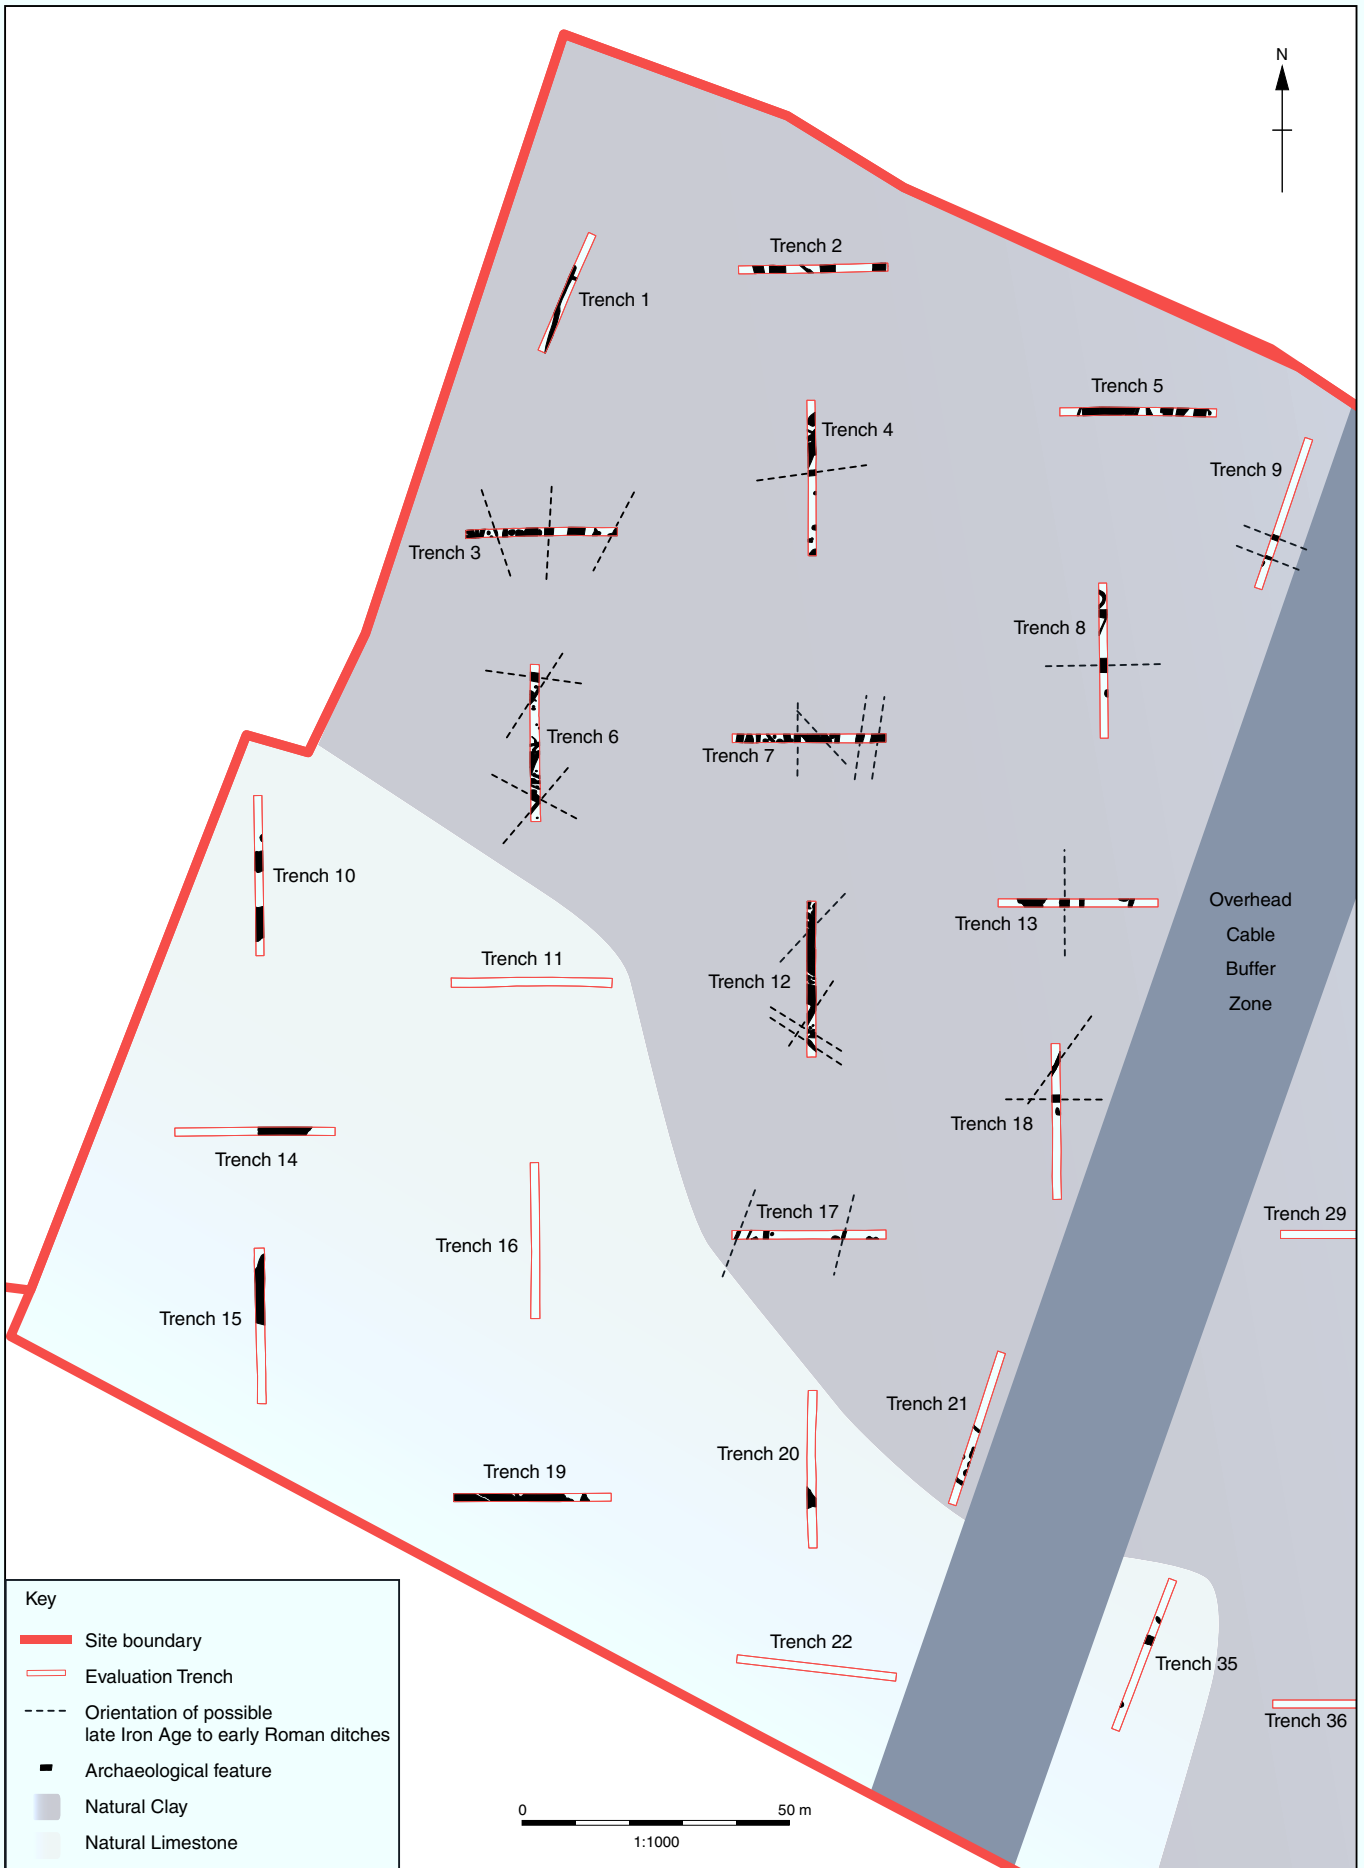 N
Trench 2
Trench 1
Trench 5
Trench 4
Trench 9
Trench 3
Trench 8
Trench 6
Trench 7
Trench 10
Overhead
Cable
Buffer
Zone
Trench 13
Trench 11
Trench 12
Trench 18
Trench 14
Trench 17
Trench 29
Trench 16
Trench 15
Trench 21
Trench 20
Trench 19
Trench 22
Trench 35
Trench 36
Key
Site boundary
Evaluation Trench
Orientation of possible
late Iron Age to early Roman ditches
Archaeological feature
Natural Clay
Natural Limestone
0 50 m
1:1000